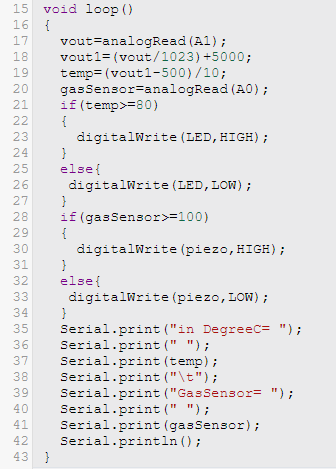 15 void loop()
16 {
17   vout=analogRead(A1);
18   vout1=(vout/1023)+5000;
19   temp=(vout1-500)/10;
20   gasSensor=analogRead(A0);
21   if(temp>=80)
22   {
23     digitalWrite(LED,HIGH);
24   }
25   else{
26    digitalWrite(LED,LOW);
27   }
28   if(gasSensor>=100)
29   {
30     digitalWrite(piezo,HIGH);
31   }
32   else{
33    digitalWrite(piezo,LOW);
34   }
35   Serial.print("in DegreeC= ");
36   Serial.print(" ");
37   Serial.print(temp);
38   Serial.print("\t");
39   Serial.print("GasSensor= ");
40   Serial.print(" ");
41   Serial.print(gasSensor);
42   Serial.println();
43 }